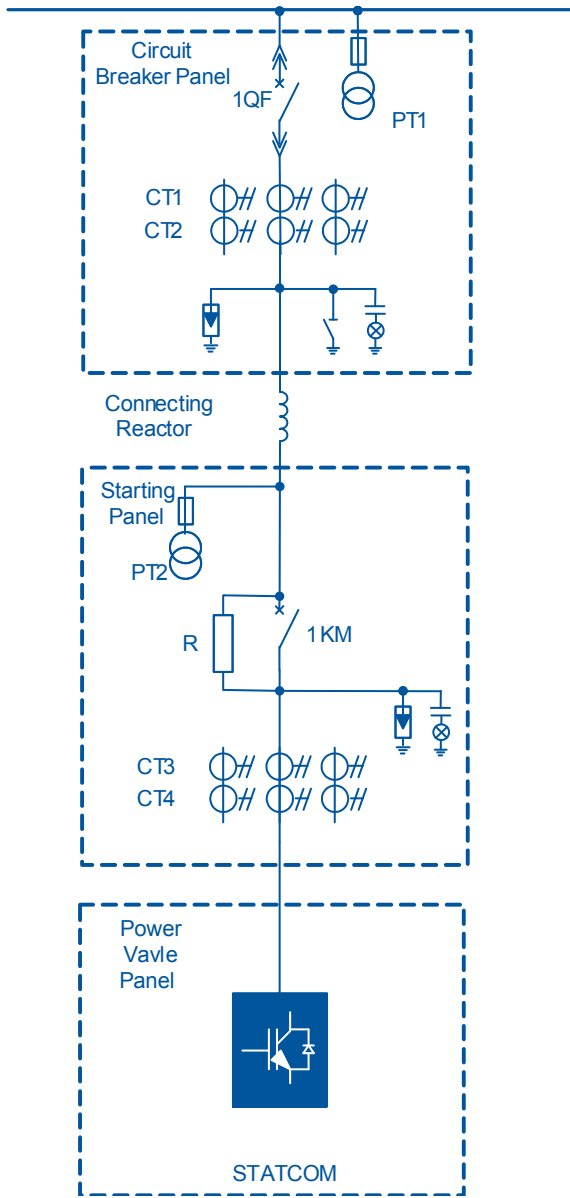 Circuit
Breaker Panel
1QF
PT1
CT1
CT2
Connecting
Reactor
Starting
Panel
PT2
R
1KM
CT3
CT4
Power
Vavle
Panel
STATCOM